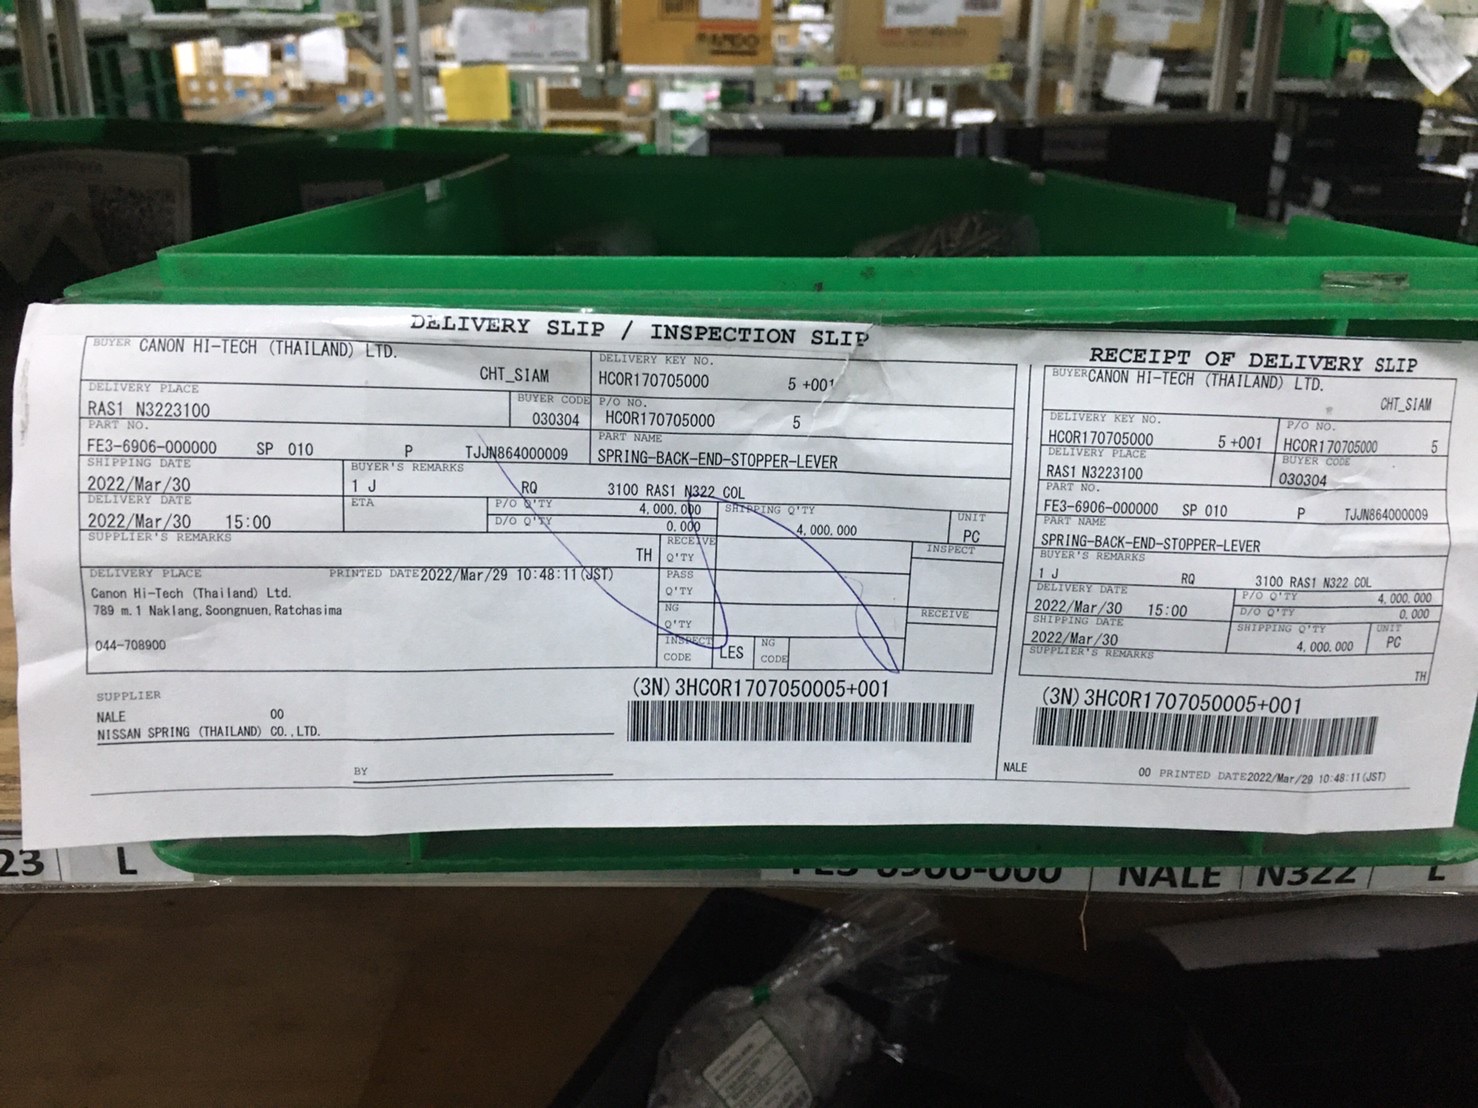 RANDO
DELIVERY SLIP / INSPECTION SLIP
BUYER CANON HI-TECH (THAILAND) LTD.
CHT_SIAM
DELIVERY KEY NO.
HCOR170705000 5 +001
DELIVERY PLACE
RAS1 N3223100
BUYER CODE
030304
P/O NO.
HCOR170705000 5
PART NO.
FE3-6906-000000 SP 010 P TJJN864000009
PART NAME
SPRING-BACK-END-STOPPER-LEVER
SHIPPING DATE
2022/Mar/30
BUYER'S REMARKS
1 J RQ 3100 RAS1 N322 COL
DELIVERY DATE
2022/Mar/30 15:00
ETA
P/O Q'TY 4,000.000
D/O Q'TY 0.000
SHIPPING Q'TY
4,000.000
UNIT
PC
SUPPLIER'S REMARKS
TH
RECEIVE
Q'TY
INSPECT
DELIVERY PLACE PRINTED DATE2022/Mar/29 10:48:11(JST)
Canon Hi-Tech (Thailand) Ltd.
789 m.1 Naklang, Soongnuen, Ratchasima
044-708900
PASS
Q'TY
NG
Q'TY
RECEIVE
INSPECT
CODE
LES
NG
CODE
(3N)3HCOR1707050005+001
SUPPLIER
NALE 00
NISSAN SPRING (THAILAND) CO.,LTD.
BY
RECEIPT OF DELIVERY SLIP
BUYERCANON HI-TECH (THAILAND) LTD.
CHT_SIAM
DELIVERY KEY NO.
HCOR170705000 5 +001
P/O NO.
HCOR170705000 5
DELIVERY PLACE
RAS1 N3223100
BUYER CODE
030304
PART NO.
FE3-6906-000000 SP 010 P TJJN864000009
PART NAME
SPRING-BACK-END-STOPPER-LEVER
BUYER'S REMARKS
1 J RQ 3100 RAS1 N322 COL
DELIVERY DATE
2022/Mar/30 15:00
P/O Q'TY 4,000.000
D/O Q'TY 0.000
SHIPPING DATE
2022/Mar/30
SHIPPING Q'TY
4,000.000
UNIT
PC
SUPPLIER'S REMARKS
TH
(3N)3HCOR1707050005+001
NALE 00 PRINTED DATE2022/Mar/29 10:48:11(JST)
23 L
FE3-6906-000 NALE N322 L